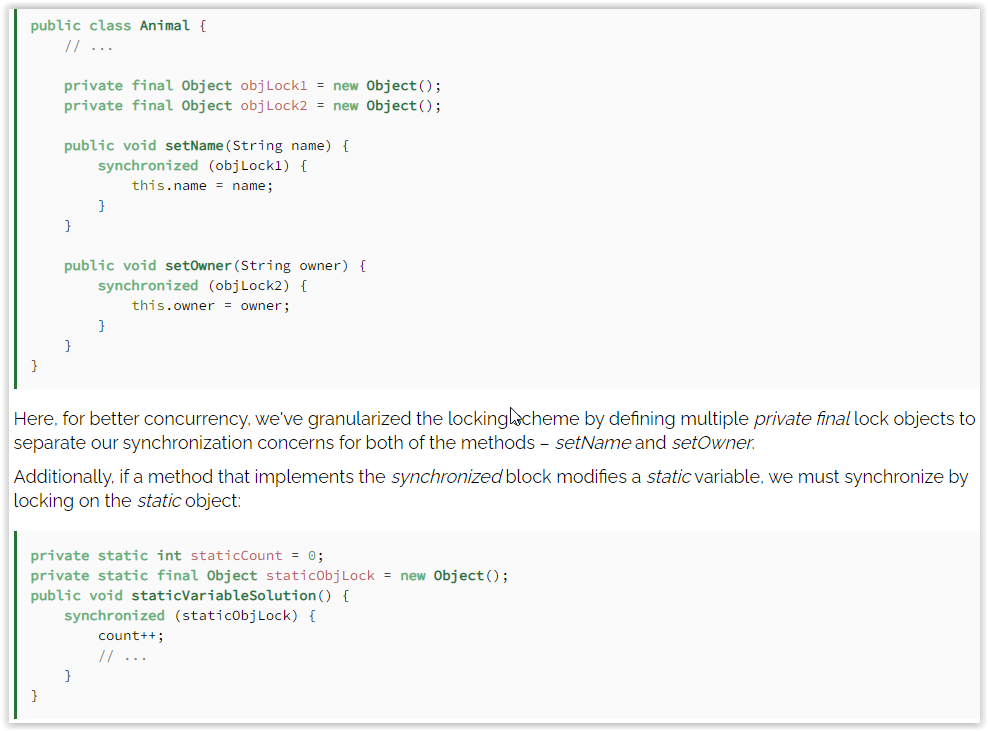 public class Animal {
    // ...
    private final Object objLock1 = new Object();
    private final Object objLock2 = new Object();
    public void setName(String name) {
        synchronized (objLock1) {
            this.name = name;
        }
    }
    public void setOwner(String owner) {
        synchronized (objLock2) {
            this.owner = owner;
        }
    }
}
Here, for better concurrency, we've granularized the locking scheme by defining multiple private final lock objects to
separate our synchronization concerns for both of the methods – setName and setOwner.
Additionally, if a method that implements the synchronized block modifies a static variable, we must synchronize by
locking on the static object:
private static int staticCount = 0;
private static final Object staticObjLock = new Object();
public void staticVariableSolution() {
    synchronized (staticObjLock) {
        count++;
        // ...
    }
}